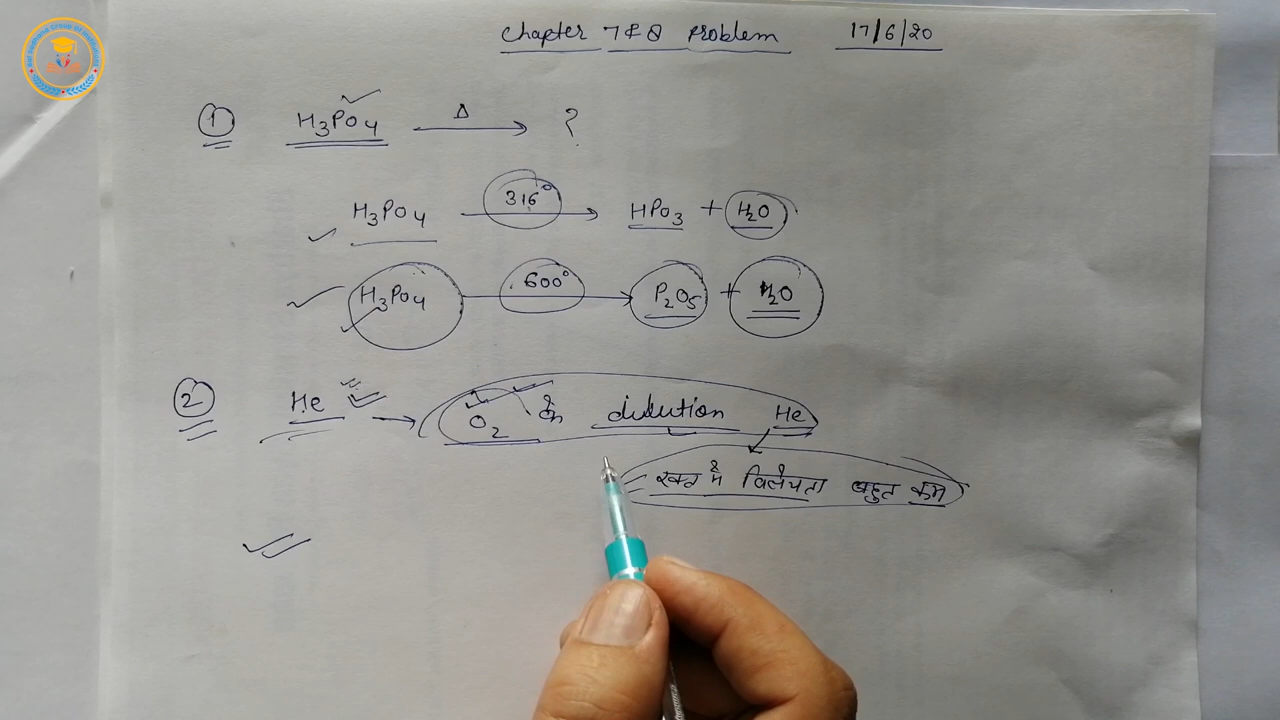 Chapter 7 & 8 Problem 17/6/20
① H3PO4 Δ → ?
H3PO4 316° → HPO3 + H2O
H3PO4 600° → P2O5 + H2O
② He → O2 के dilution He
रक्त में विलेयता बहुत कम